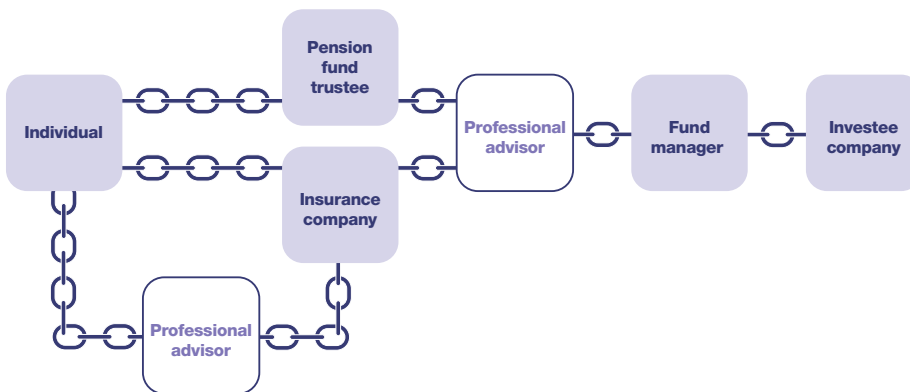 Pension
fund
trustee
Individual
Professional
advisor
Fund
manager
Investee
company
Insurance
company
Professional
advisor